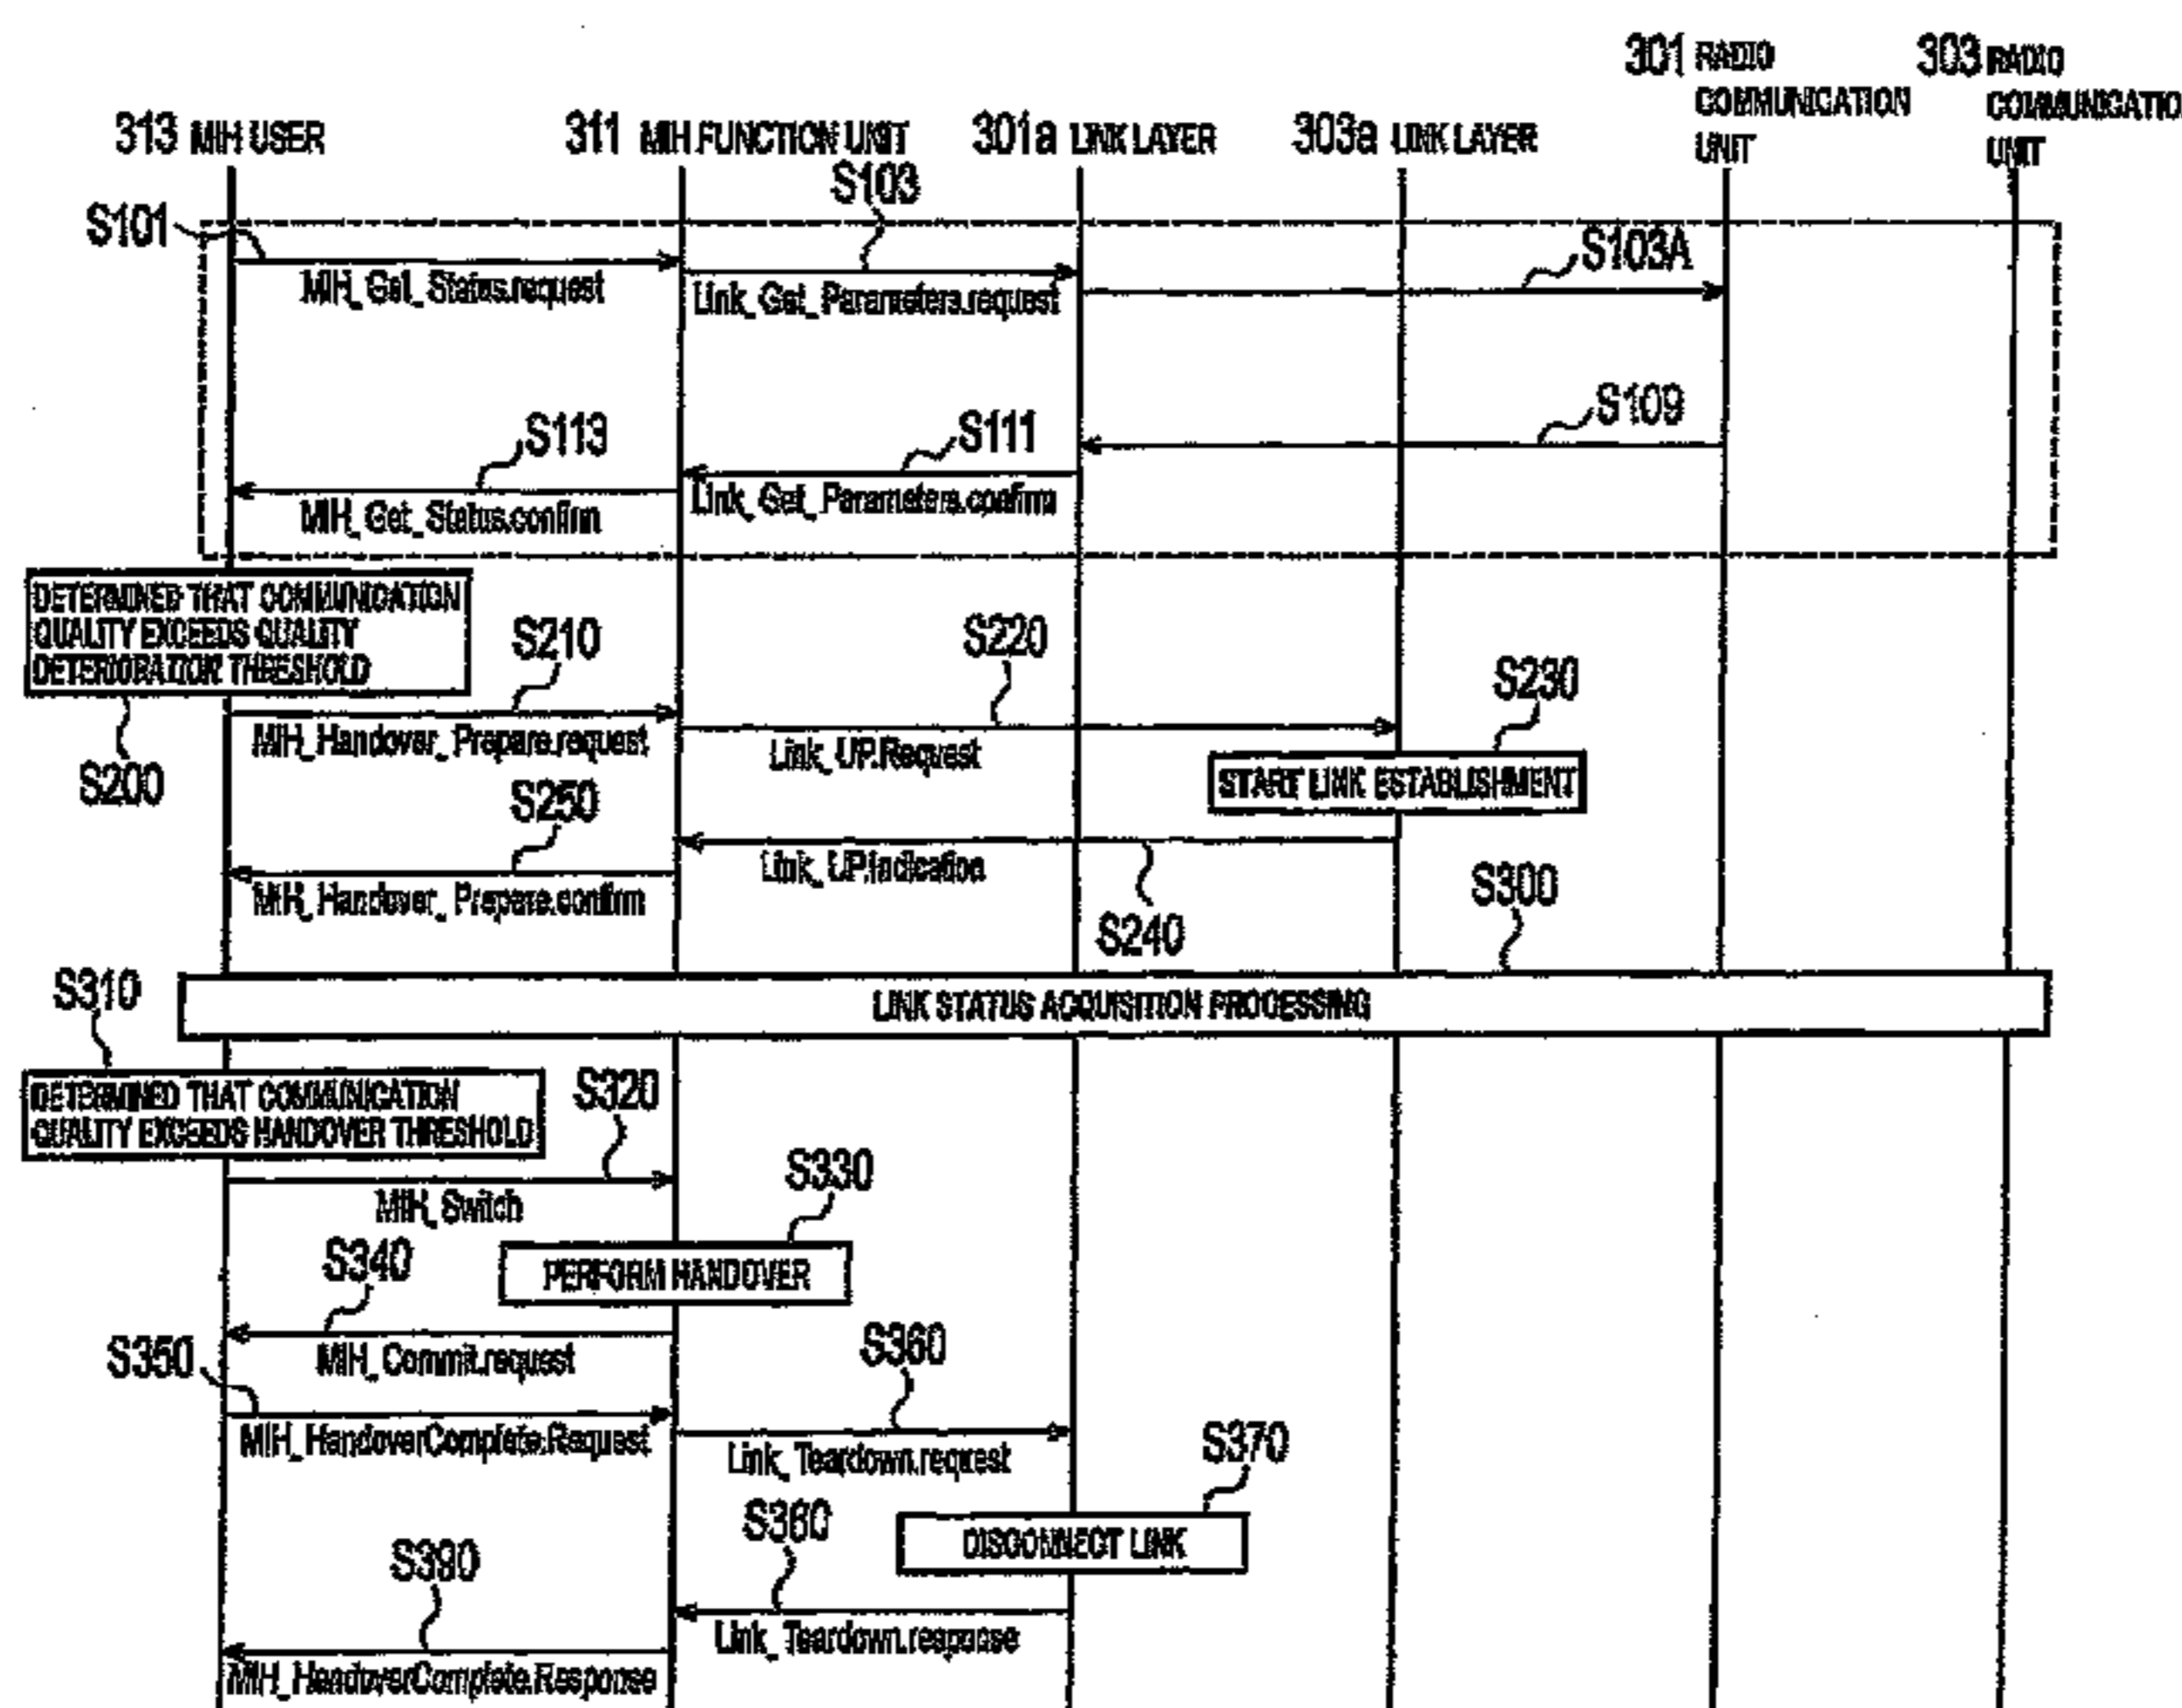 301 RADIO
COMMUNICATION
UNIT
303 RADIO
COMMUNICATIO
UNIT
313 MIH USER
311 MIH FUNCTION UNIT
301a LINK LAYER
303a LINK LAYER
S101
S103
S103A
MIH_Get_Status.request
Link_Get_Parameters.request
S109
S111
S113
Link_Get_Parameters.confirm
MIH_Get_Status.confirm
DETERMINED THAT COMMUNICATION
QUALITY EXCEEDS QUALITY
DETERIORATION THRESHOLD
S200
S210
S220
S230
MIH_Handover_Prepare.request
Link_UP.Request
START LINK ESTABLISHMENT
S250
Link_UP.indication
MIH_Handover_Prepare.confirm
S240
S300
LINK STATUS ACQUISITION PROCESSING
S310
DETERMINED THAT COMMUNICATION
QUALITY EXCEEDS HANDOVER THRESHOLD
S320
MIH_Switch
S330
PERFORM HANDOVER
S340
MIH_Commit.request
S350
MIH_HandoverComplete.Request
S360
Link_Teardown.request
S370
DISCONNECT LINK
S380
Link_Teardown.response
S390
MIH_HandoverComplete.Response